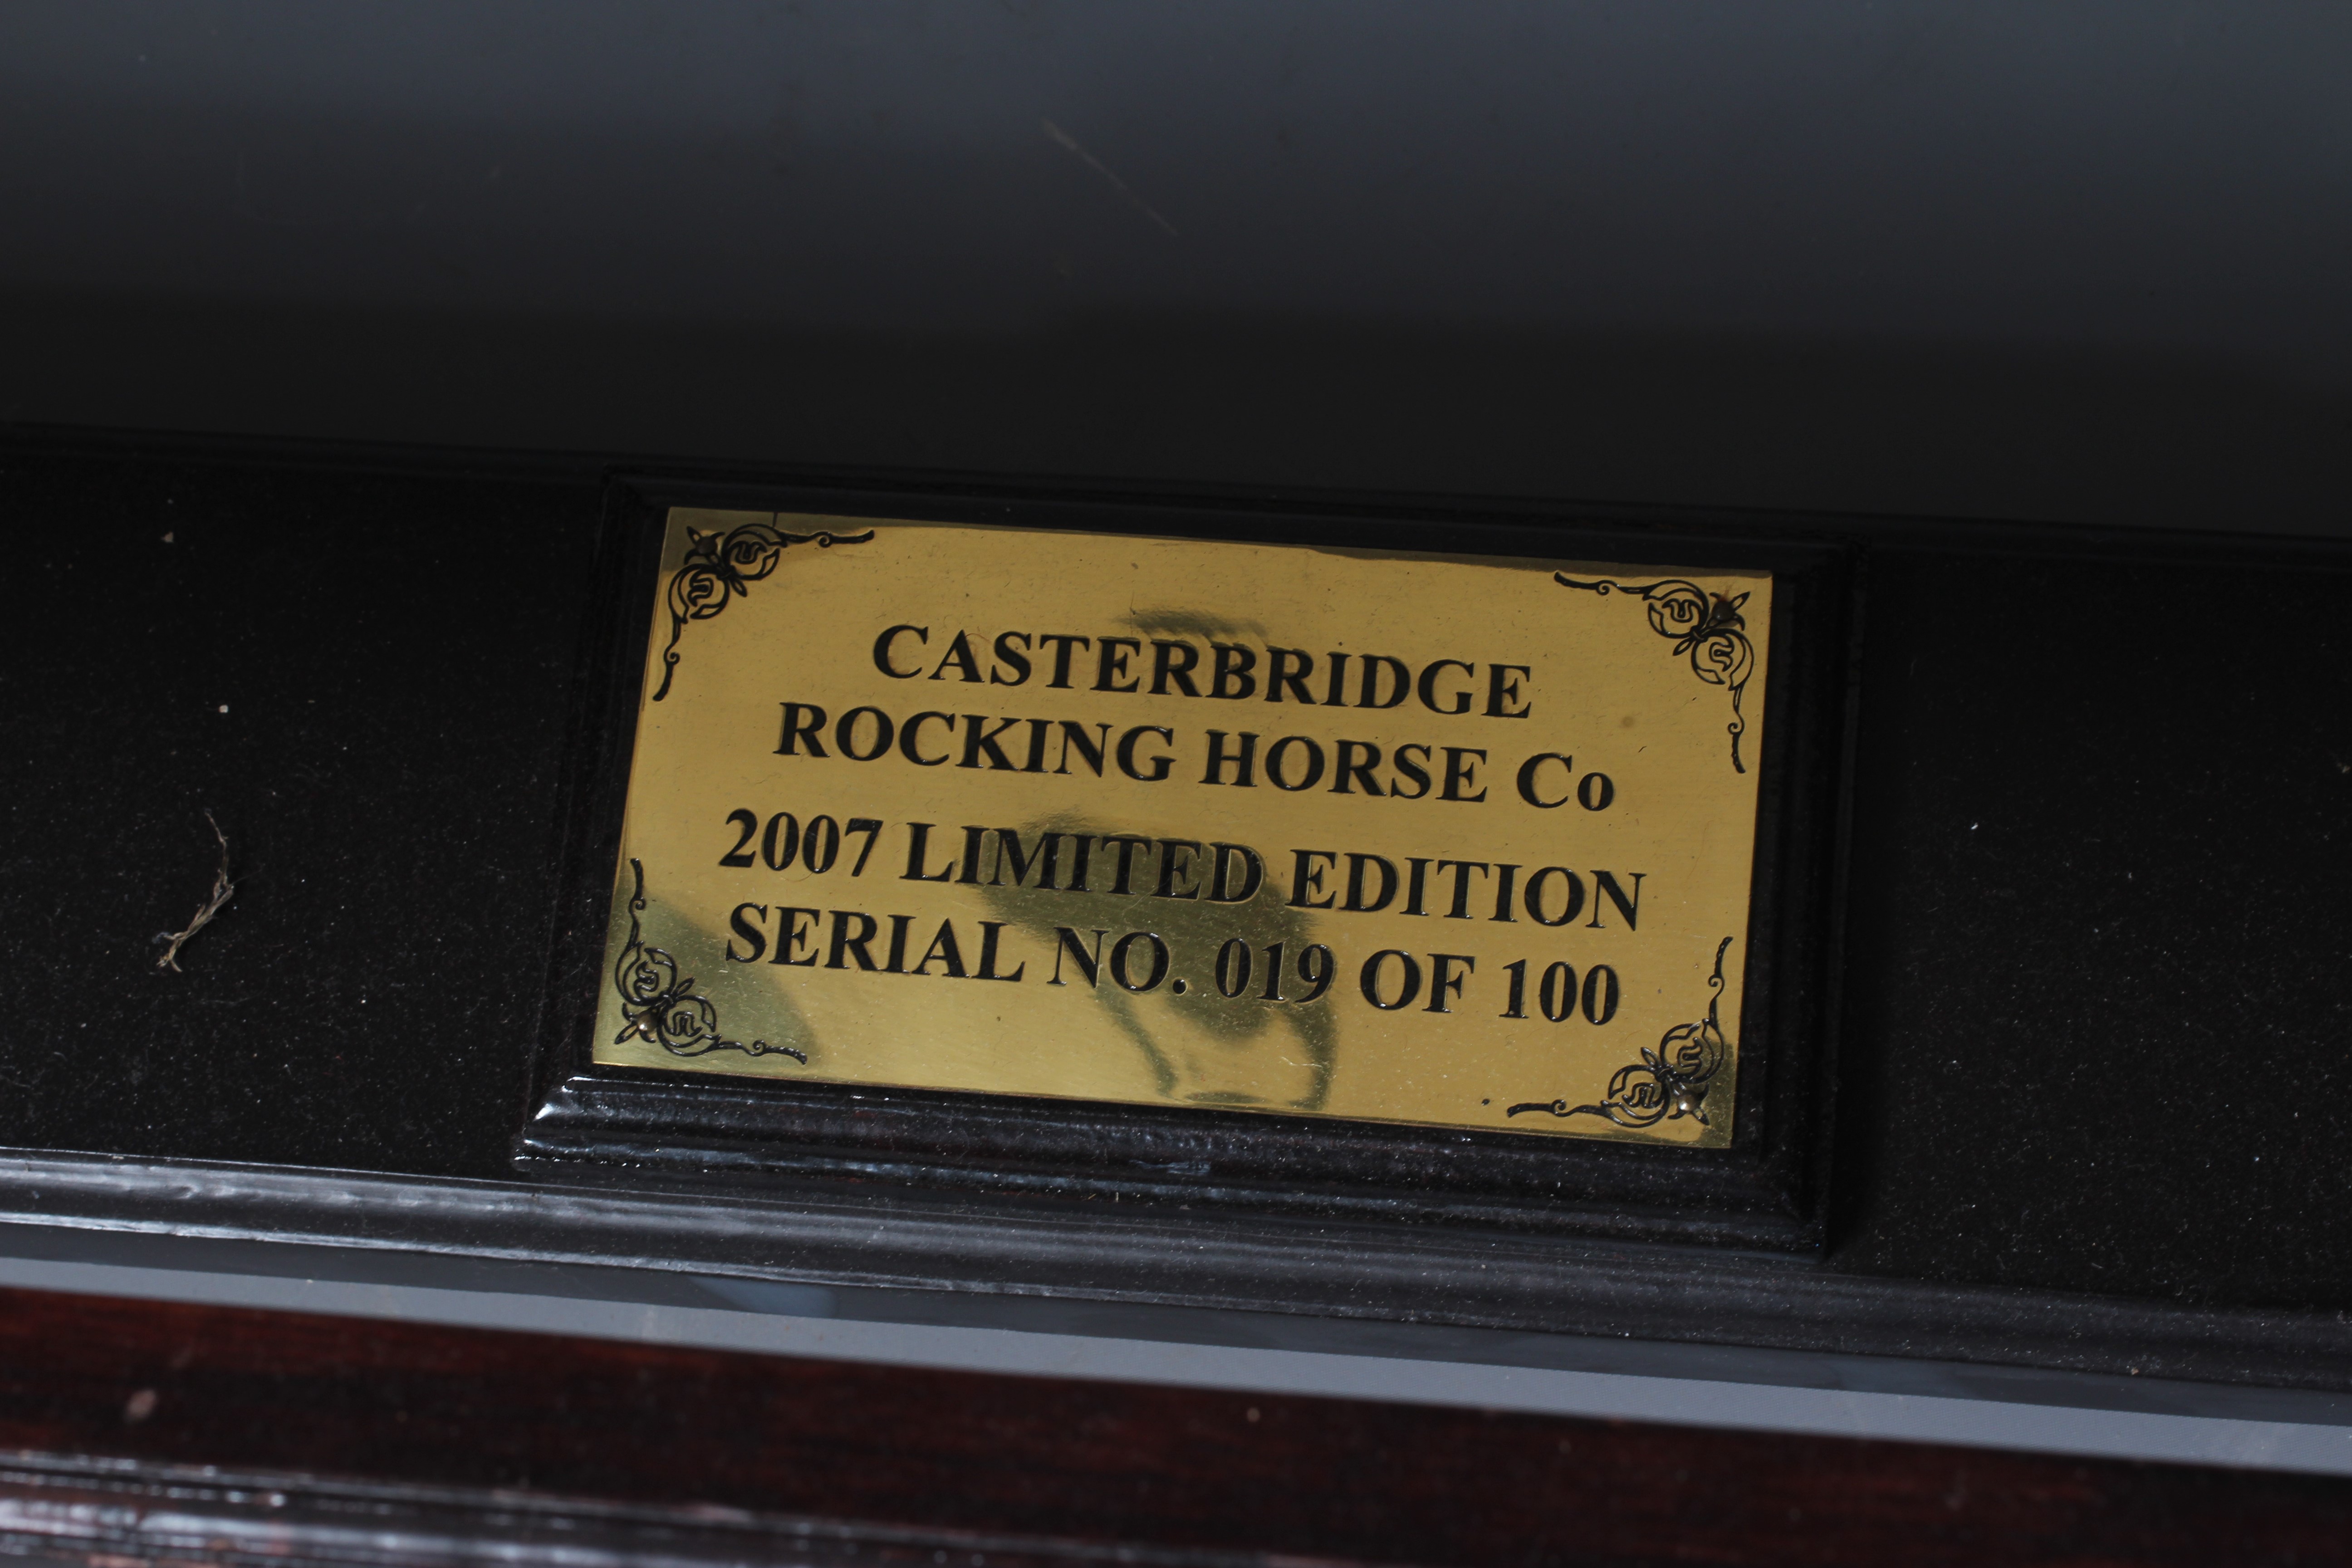 CASTERBRIDGE
ROCKING HORSE Co
2007 LIMITED EDITION
SERIAL NO. 019 OF 100